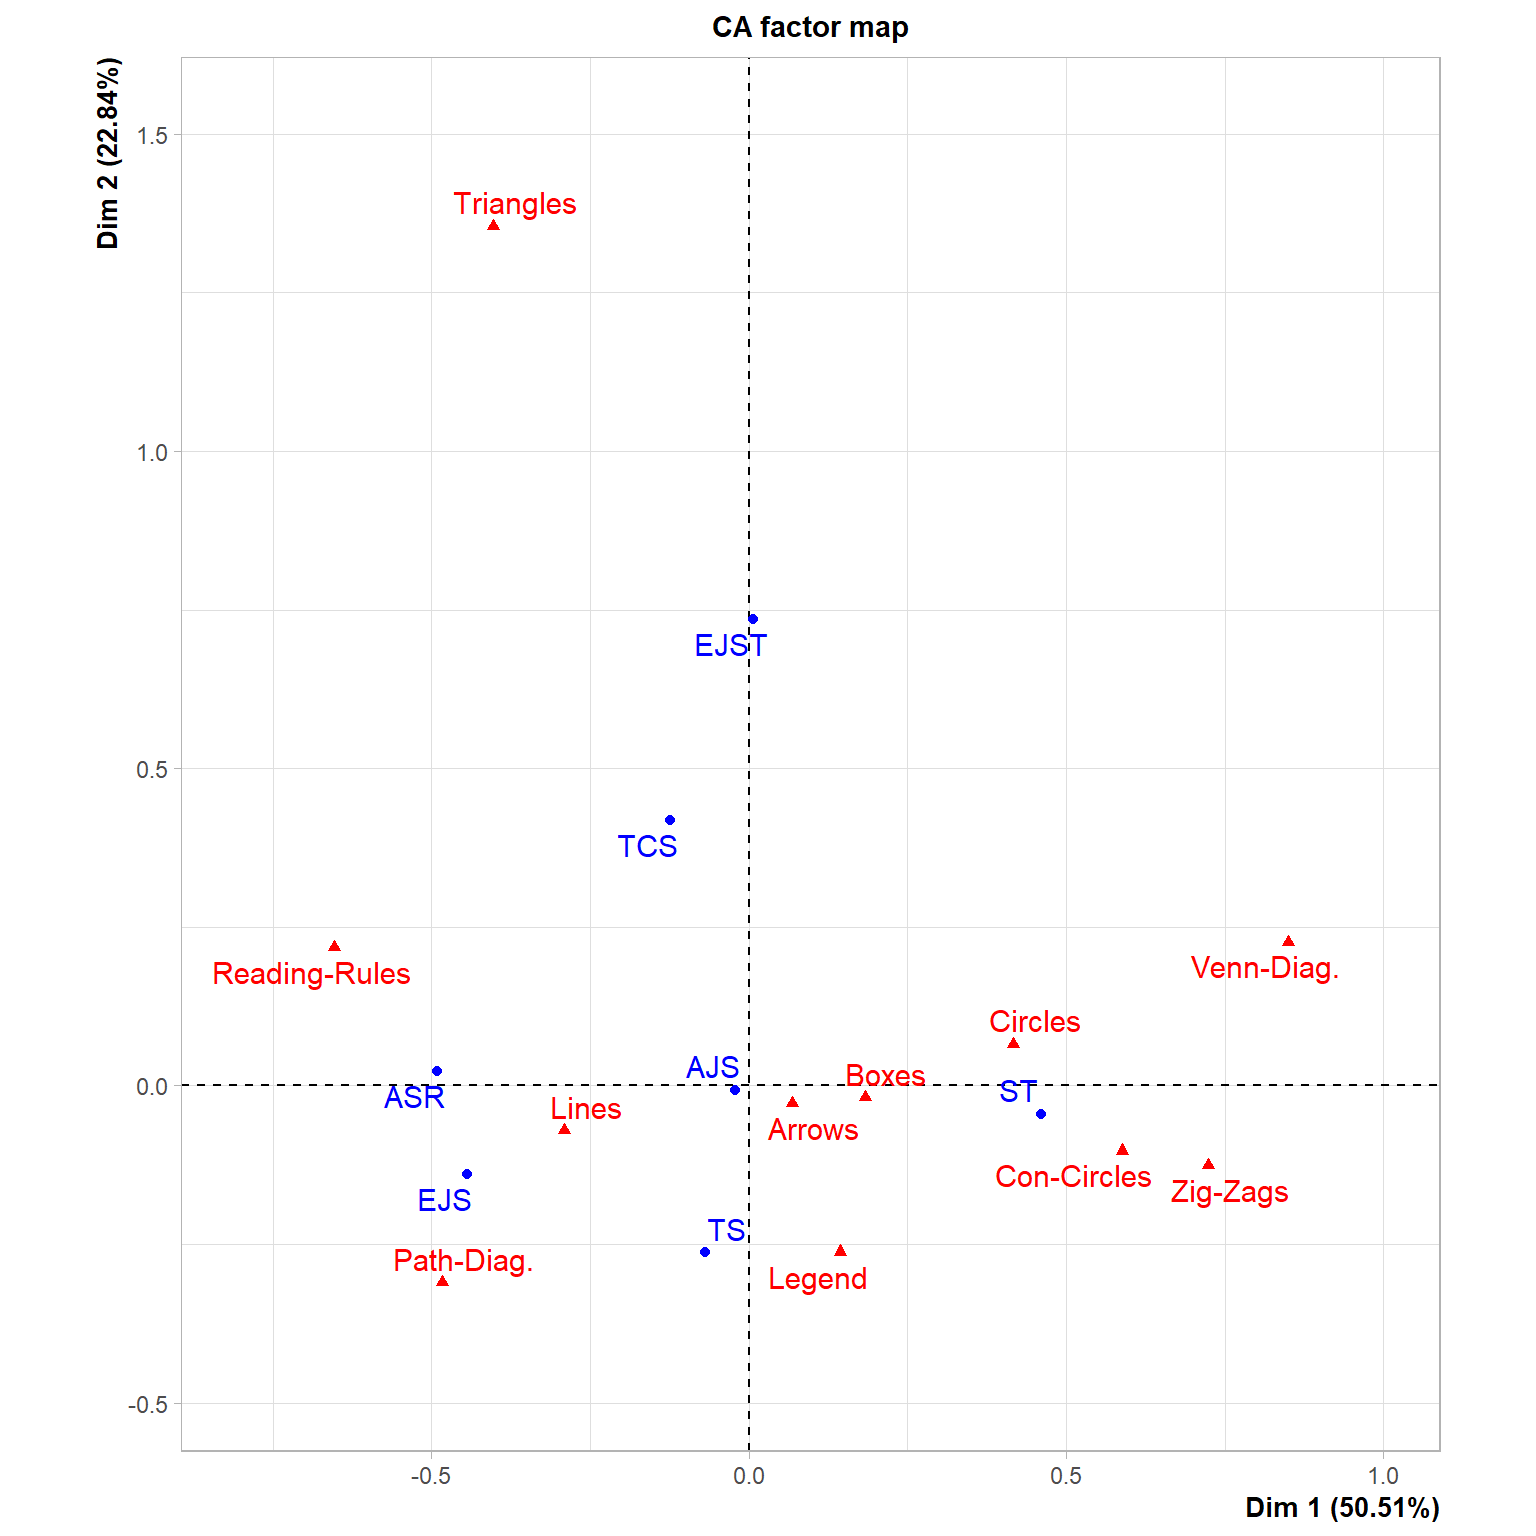 CA factor map
Dim 2 (22.84%)
1.5
Triangles
1.0
EJST
0.5
TCS
Reading-Rules
Venn-Diag.
Circles
AJS
Boxes
0.0
ASR
ST
Lines
Arrows
Con-Circles
Zig-Zags
EJS
TS
Path-Diag.
Legend
-0.5
-0.5 0.0 0.5 1.0
Dim 1 (50.51%)